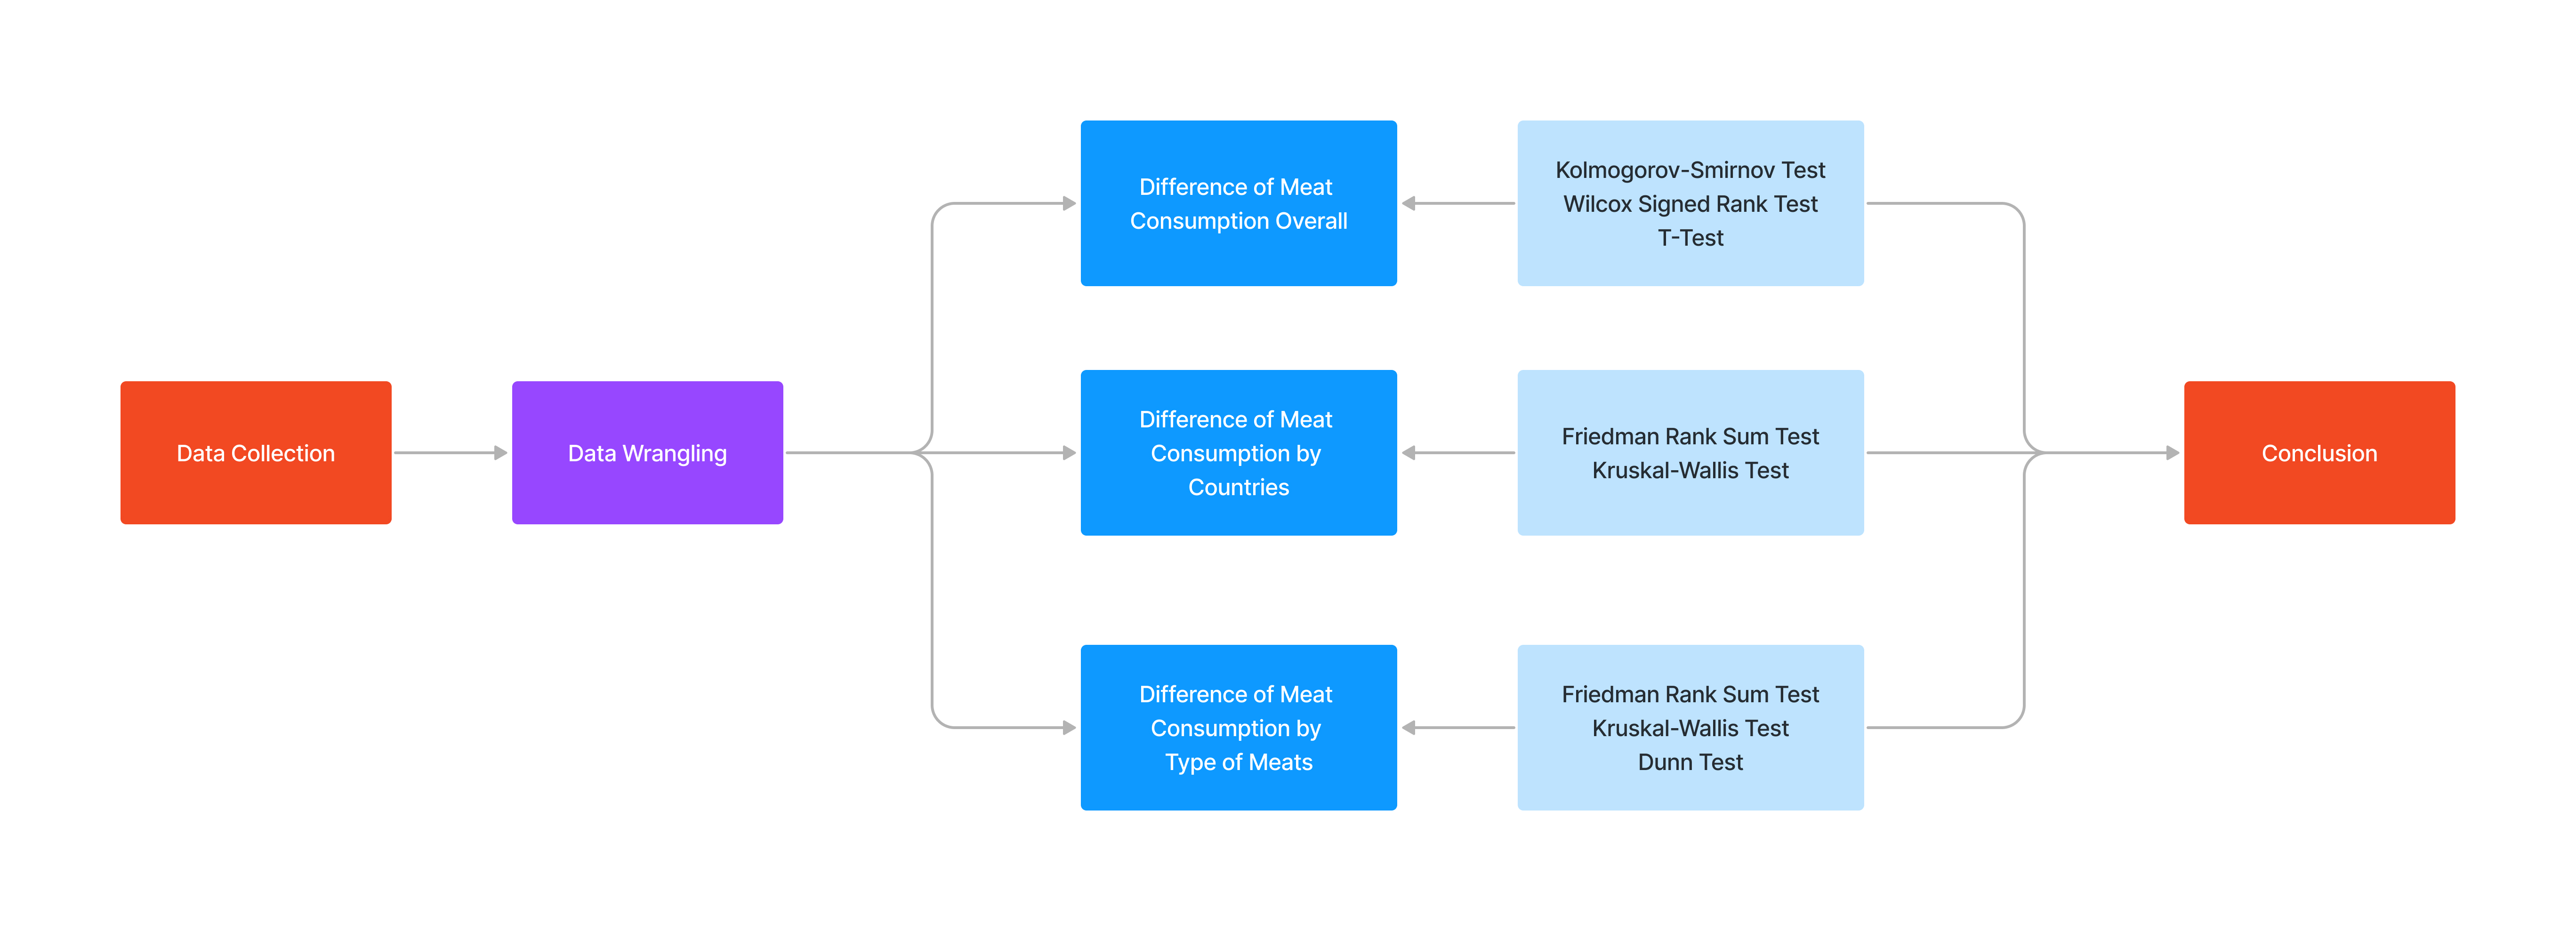 Data Collection
Data Wrangling
Difference of Meat
Consumption Overall
Kolmogorov-Smirnov Test
Wilcox Signed Rank Test
T-Test
Difference of Meat
Consumption by
Countries
Friedman Rank Sum Test
Kruskal-Wallis Test
Difference of Meat
Consumption by
Type of Meats
Friedman Rank Sum Test
Kruskal-Wallis Test
Dunn Test
Conclusion